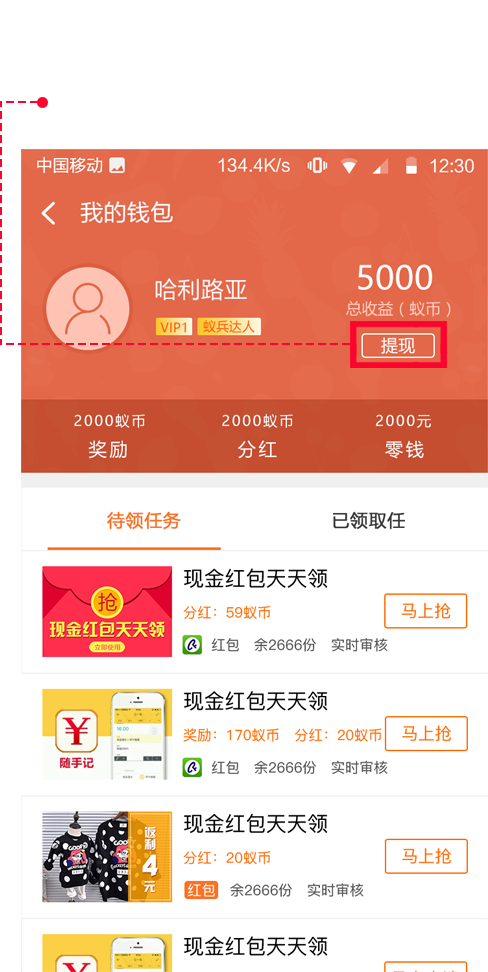 中国移动 134.4K/s 12:30
我的钱包
哈利路亚
5000
总收益（蚁币）
VIP1 蚁兵达人
提现
2000蚁币 2000蚁币 2000元
奖励 分红 零钱
待领任务 已领取任
抢
现金红包天天领
立即使用
现金红包天天领
分红：59蚁币
马上抢
红包 余2666份 实时审核
随手记
现金红包天天领
奖励：170蚁币 分红：20蚁币
马上抢
红包 余2666份 实时审核
返利
4
元
现金红包天天领
分红：20蚁币
马上抢
红包 余2666份 实时审核
现金红包天天领